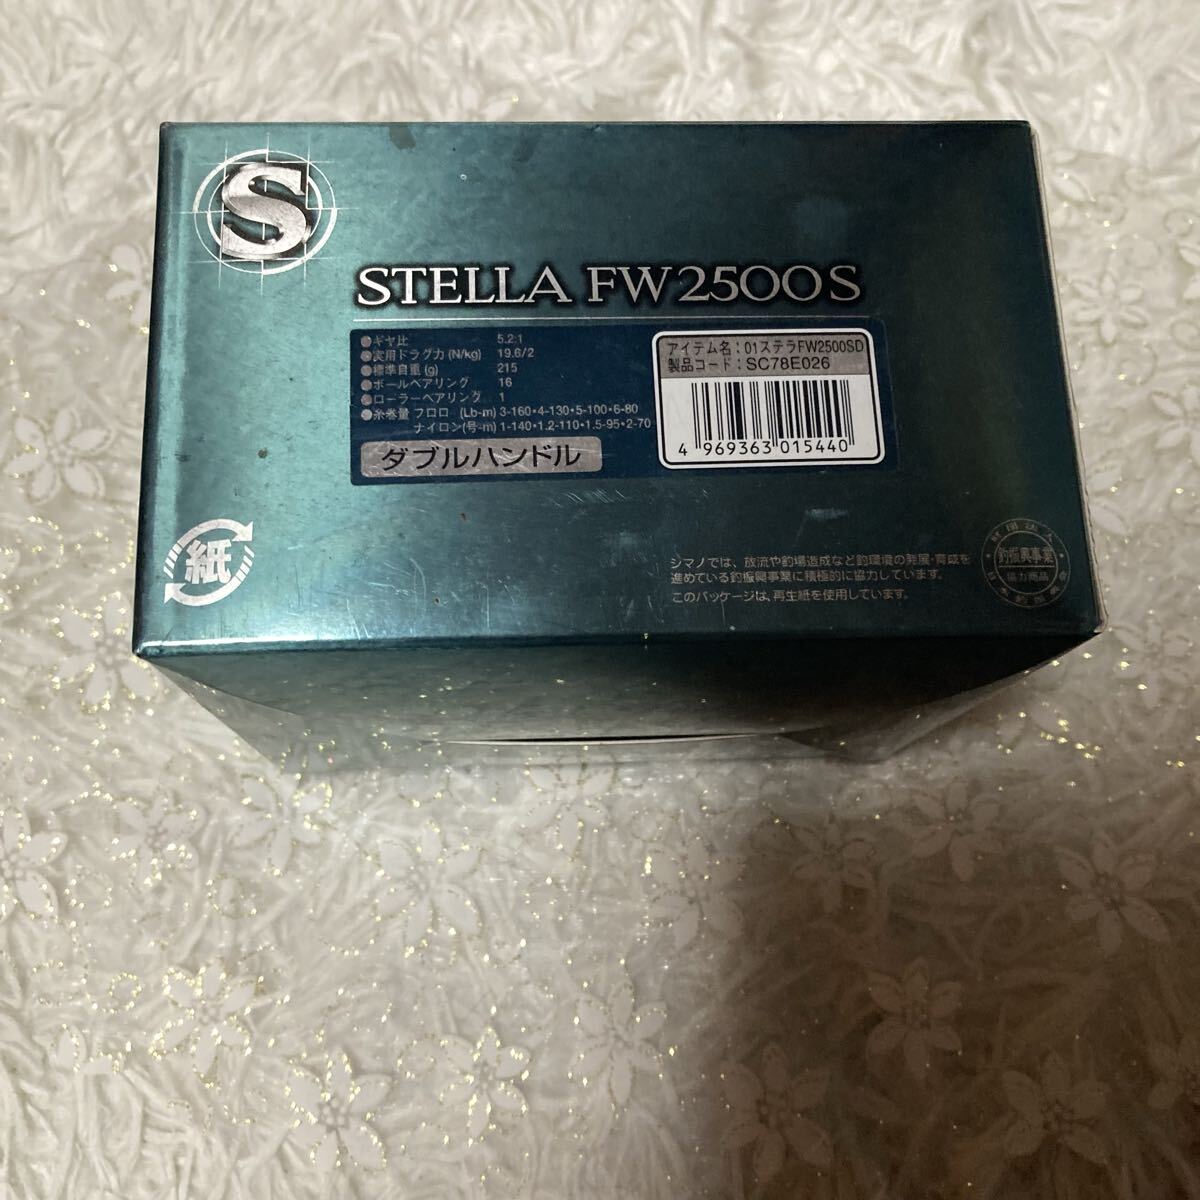 S
STELLA FW2500S
●ギヤ比 5.2:1
●実用ドラグ力 (N/kg) 19.6/2
●標準自重 (g) 215
●ボールベアリング 16
●ローラーベアリング 1
●糸巻量 フロロ (Lb-m) 3-160・4-130・5-100・6-80
ナイロン(号-m) 1-140・1.2-110・1.5-95・2-70
ダブルハンドル
アイテム名：01ステラFW2500SD
製品コード：SC78E026
4 969363 015440
紙
シマノでは、放流や釣場造成など釣環境の発展・育成を
進めている釣振興事業に積極的に協力しています。
このパッケージは、再生紙を使用しています。
財団法人
釣振興事業
協力商品